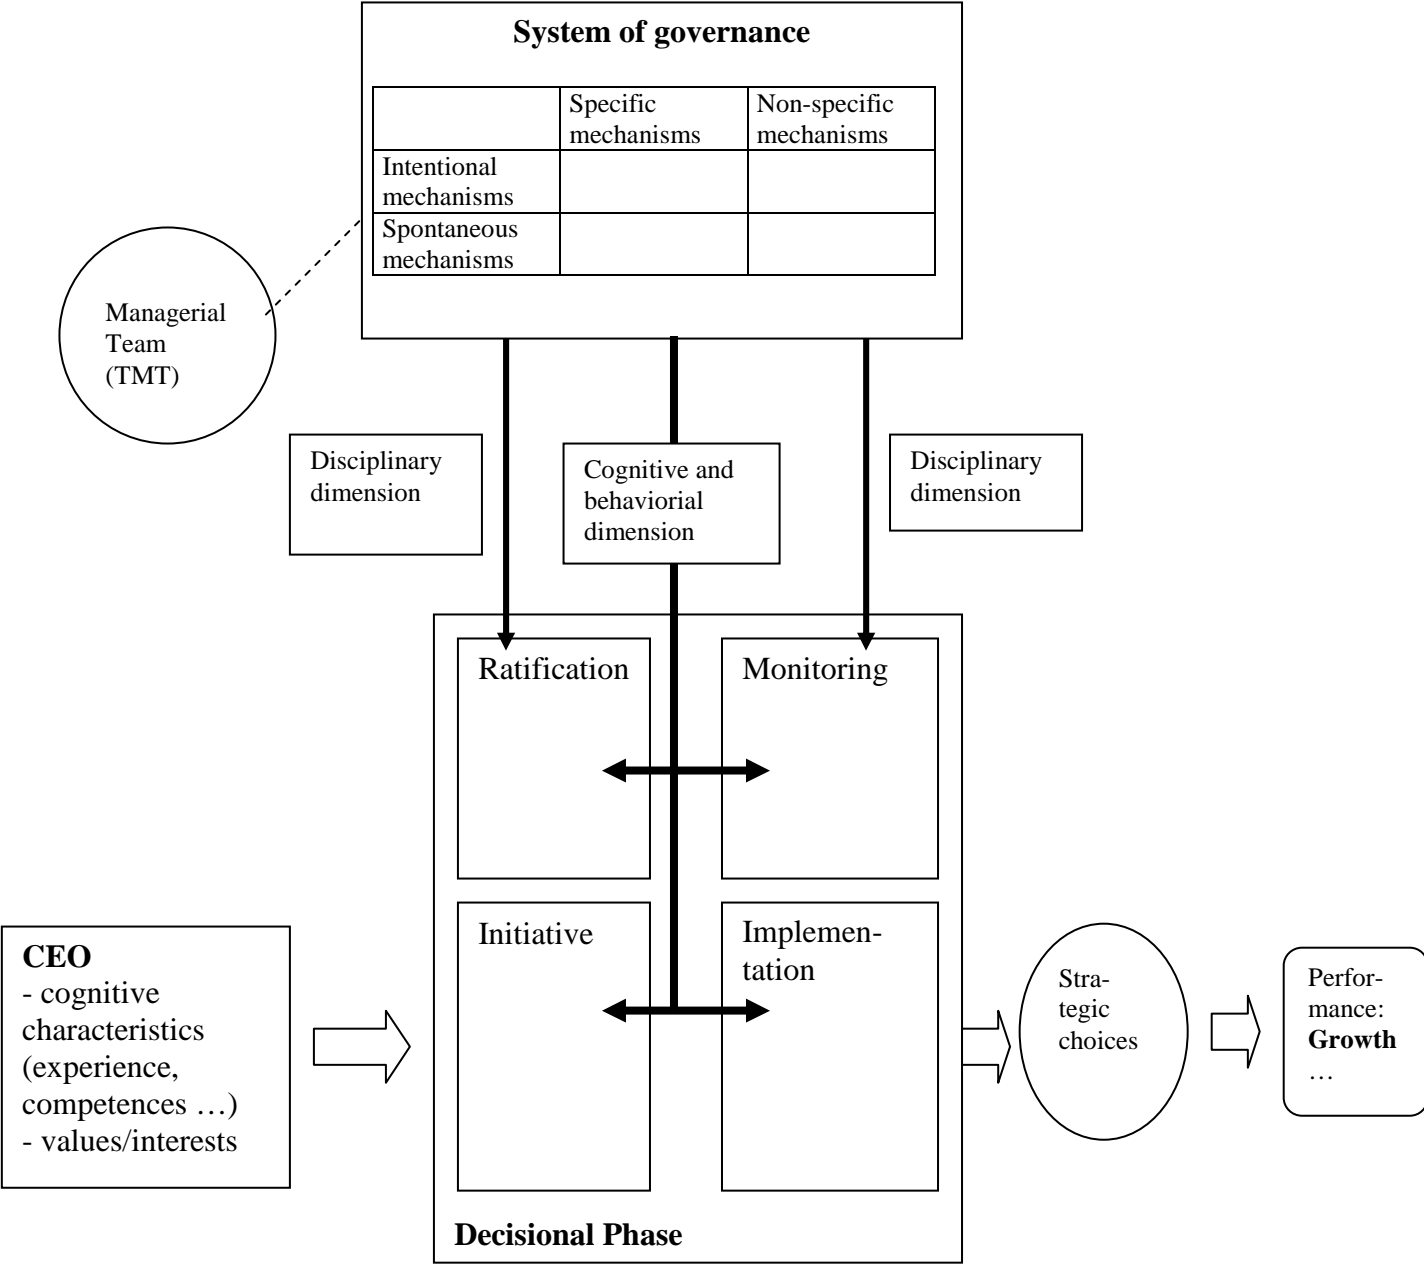 System of governance
Specific
mechanisms
Non-specific
mechanisms
Intentional
mechanisms
Spontaneous
mechanisms
Managerial
Team
(TMT)
Disciplinary
dimension
Cognitive and
behaviorial
dimension
Disciplinary
dimension
Ratification
Monitoring
Initiative
Implemen-
tation
CEO
- cognitive
characteristics
(experience,
competences …)
- values/interests
Stra-
tegic
choices
Perfor-
mance:
Growth
…
Decisional Phase